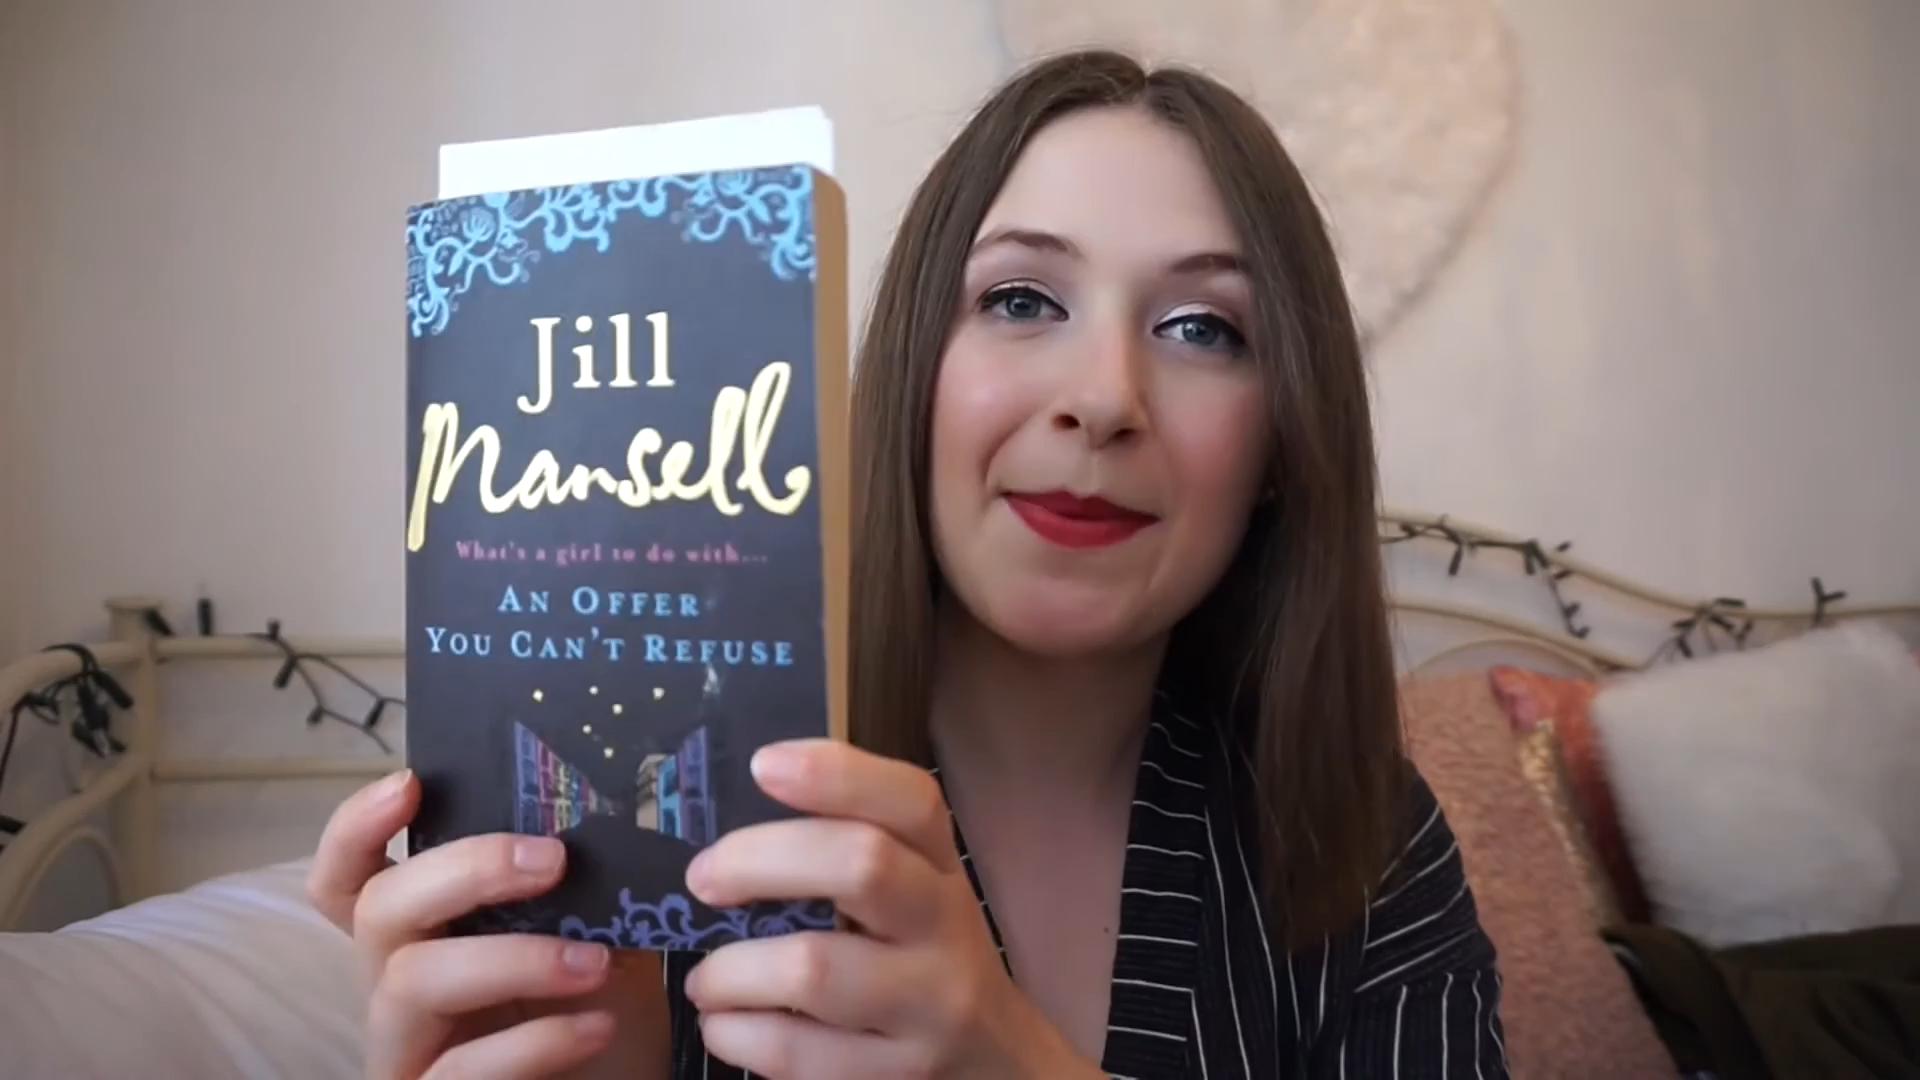 Jill
Mansell
What's a girl to do with...
AN OFFER
YOU CAN'T REFUSE